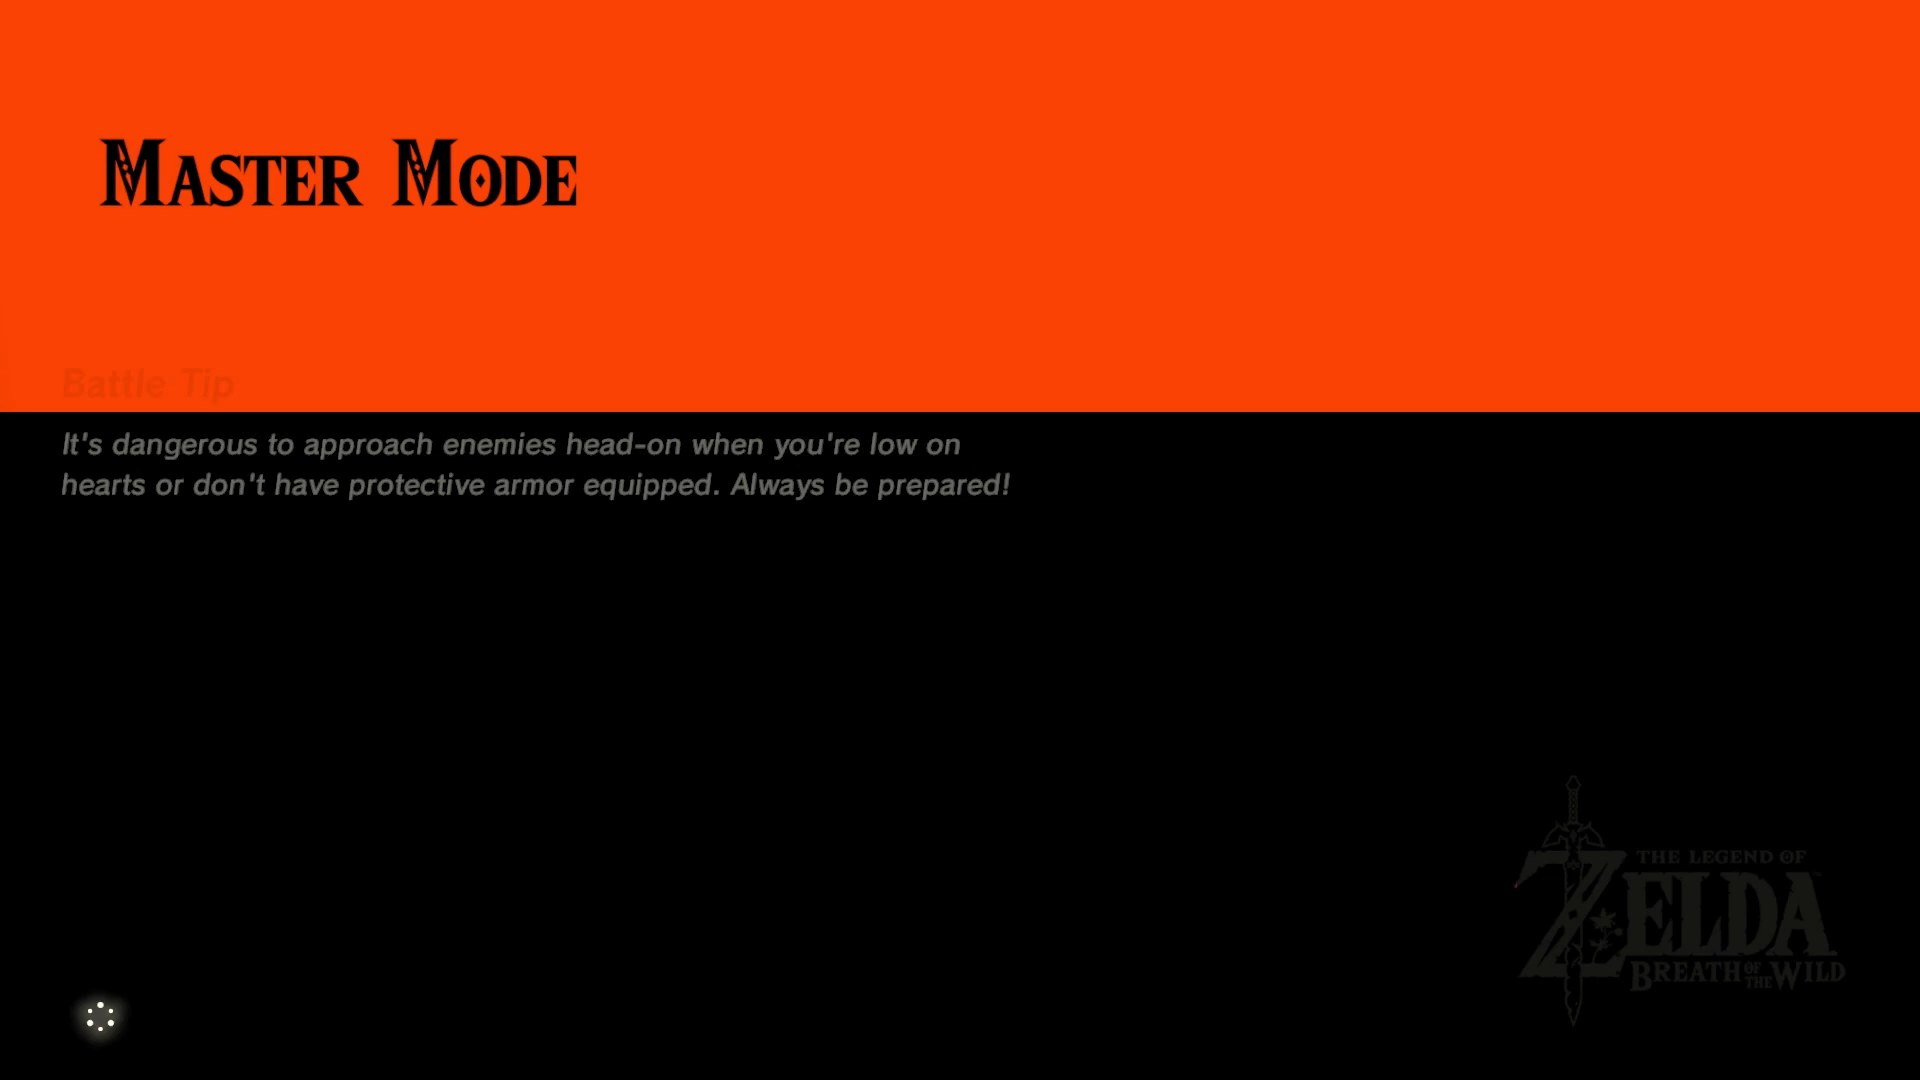 MASTER MODE
Battle Tip
It's dangerous to approach enemies head-on when you're low on
hearts or don't have protective armor equipped. Always be prepared!
THE LEGEND OF
ZELDA
BREATH OF THE WILD